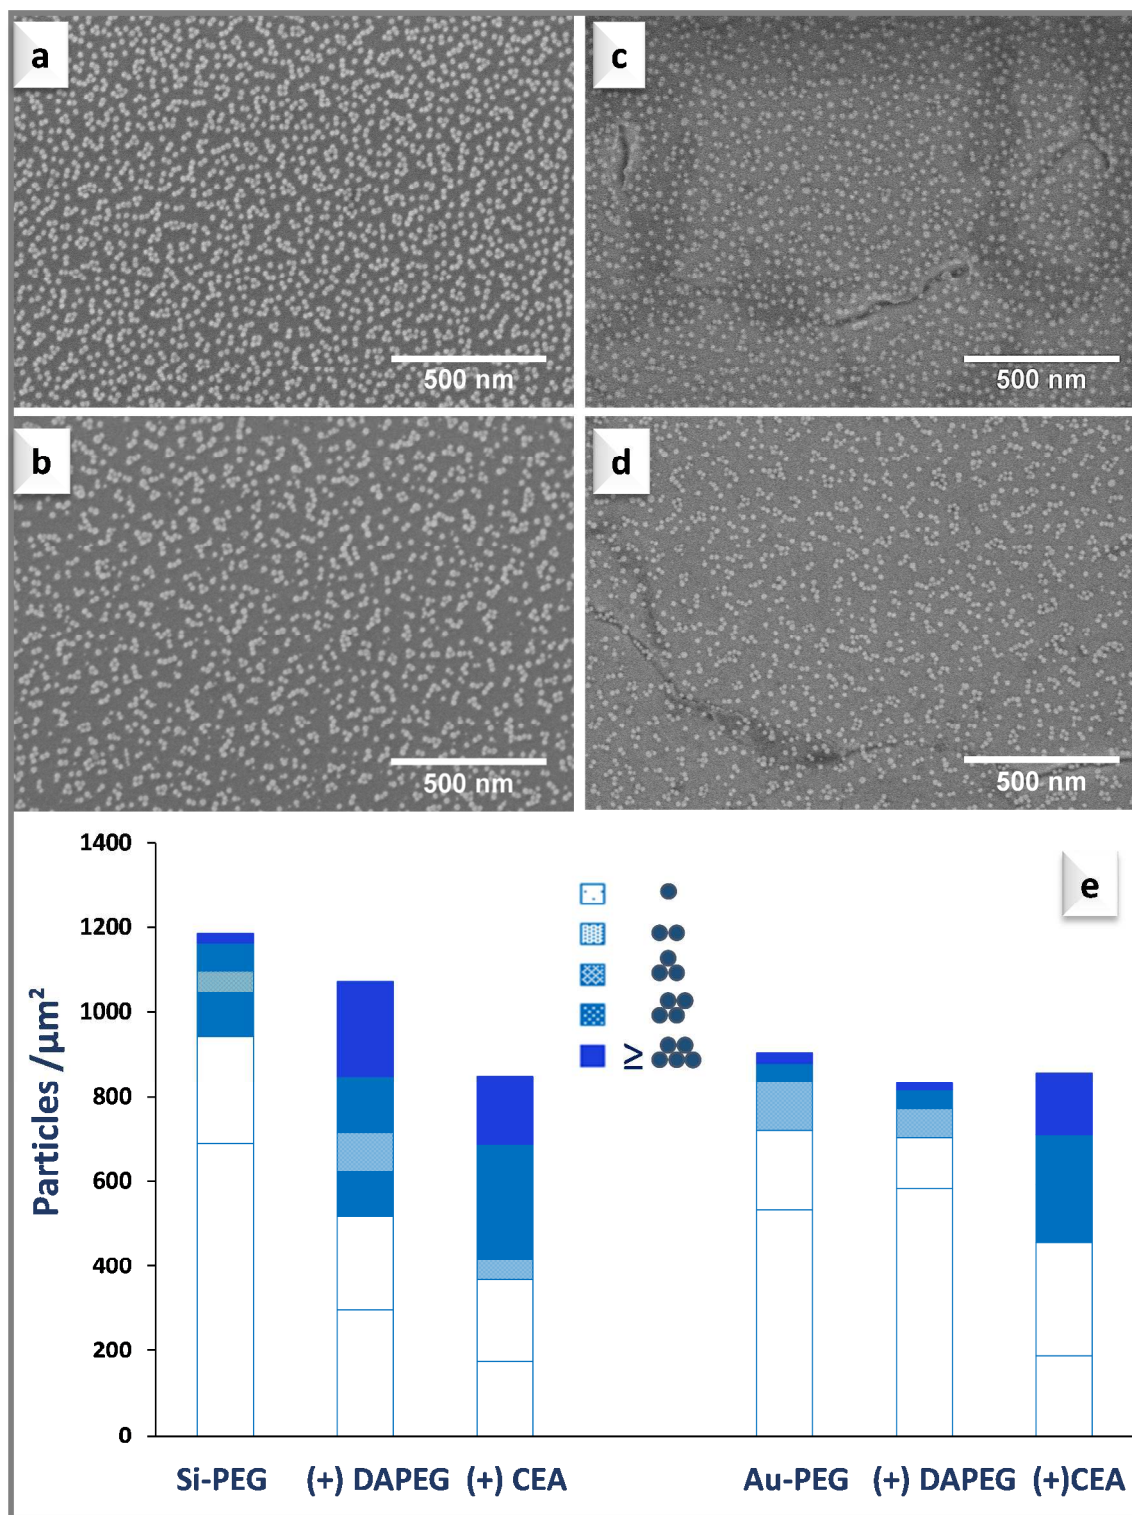 a
c
500 nm
500 nm
b
d
500 nm
500 nm
e
1400
1200
1000
800
600
400
200
0
Particles /µm²
≥
Si-PEG (+) DAPEG (+) CEA Au-PEG (+) DAPEG (+)CEA